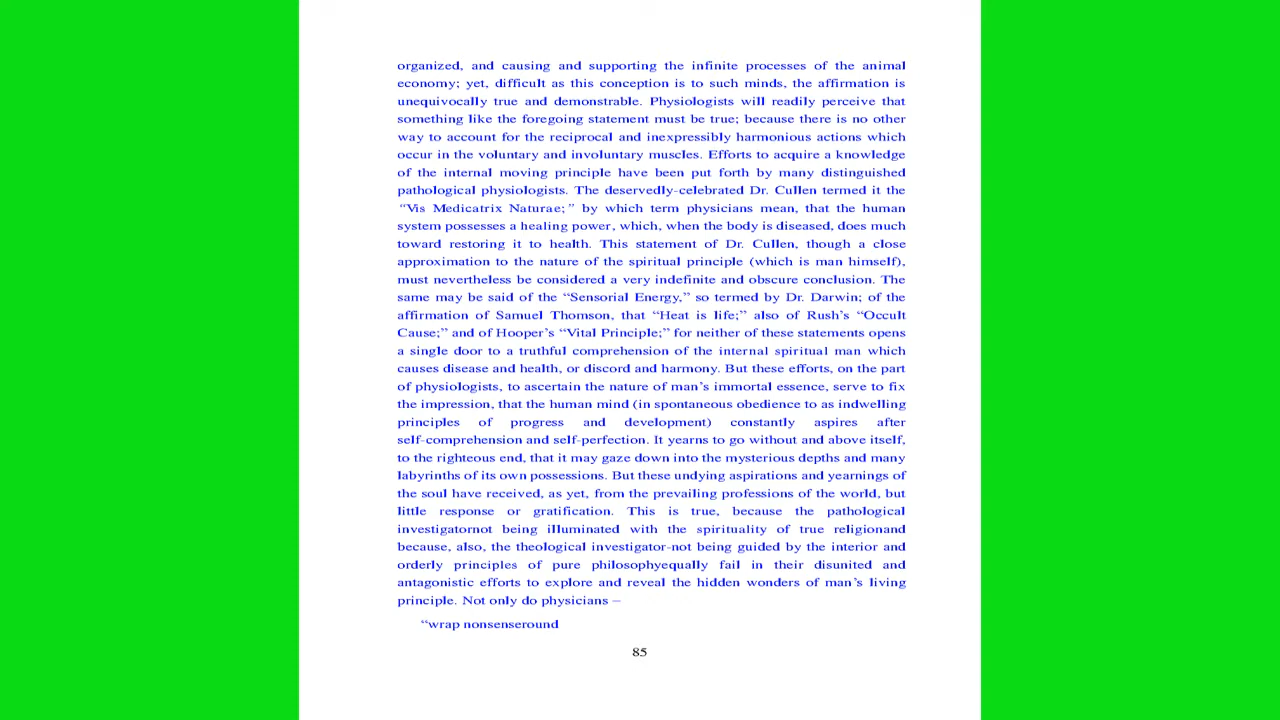 organized, and causing and supporting the infinite processes of the animal
economy; yet, difficult as this conception is to such minds, the affirmation is
unequivocally true and demonstrable. Physiologists will readily perceive that
something like the foregoing statement must be true; because there is no other
way to account for the reciprocal and inexpressibly harmonious actions which
occur in the voluntary and involuntary muscles. Efforts to acquire a knowledge
of the internal moving principle have been put forth by many distinguished
pathological physiologists. The deservedly-celebrated Dr. Cullen termed it the
“Vis Medicatrix Naturae;” by which term physicians mean, that the human
system possesses a healing power, which, when the body is diseased, does much
toward restoring it to health. This statement of Dr. Cullen, though a close
approximation to the nature of the spiritual principle (which is man himself),
must nevertheless be considered a very indefinite and obscure conclusion. The
same may be said of the “Sensorial Energy,” so termed by Dr. Darwin; of the
affirmation of Samuel Thomson, that “Heat is life;” also of Rush’s “Occult
Cause;” and of Hooper’s “Vital Principle;” for neither of these statements opens
a single door to a truthful comprehension of the internal spiritual man which
causes disease and health, or discord and harmony. But these efforts, on the part
of physiologists, to ascertain the nature of man’s immortal essence, serve to fix
the impression, that the human mind (in spontaneous obedience to as indwelling
principles of progress and development) constantly aspires after
self-comprehension and self-perfection. It yearns to go without and above itself,
to the righteous end, that it may gaze down into the mysterious depths and many
labyrinths of its own possessions. But these undying aspirations and yearnings of
the soul have received, as yet, from the prevailing professions of the world, but
little response or gratification. This is true, because the pathological
investigatornot being illuminated with the spirituality of true religionand
because, also, the theological investigator-not being guided by the interior and
orderly principles of pure philosophyequally fail in their disunited and
antagonistic efforts to explore and reveal the hidden wonders of man’s living
principle. Not only do physicians –
“wrap nonsenseround
85